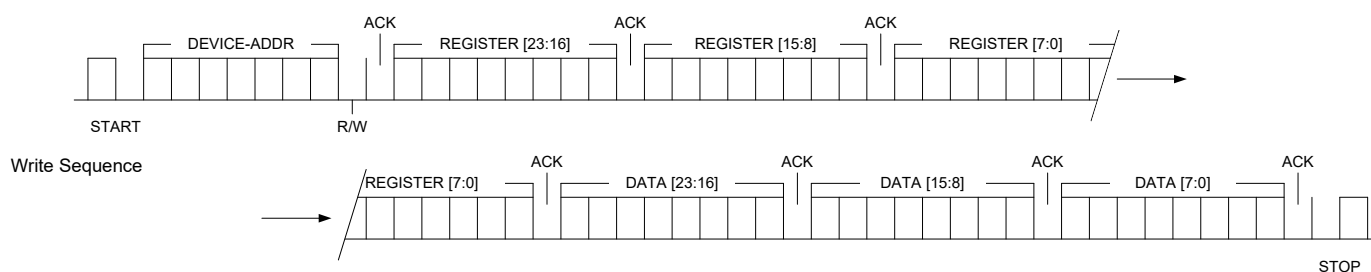 ACK ACK ACK
DEVICE-ADDR REGISTER [23:16] REGISTER [15:8] REGISTER [7:0]
START R/W
Write Sequence
ACK ACK ACK ACK
REGISTER [7:0] DATA [23:16] DATA [15:8] DATA [7:0]
STOP